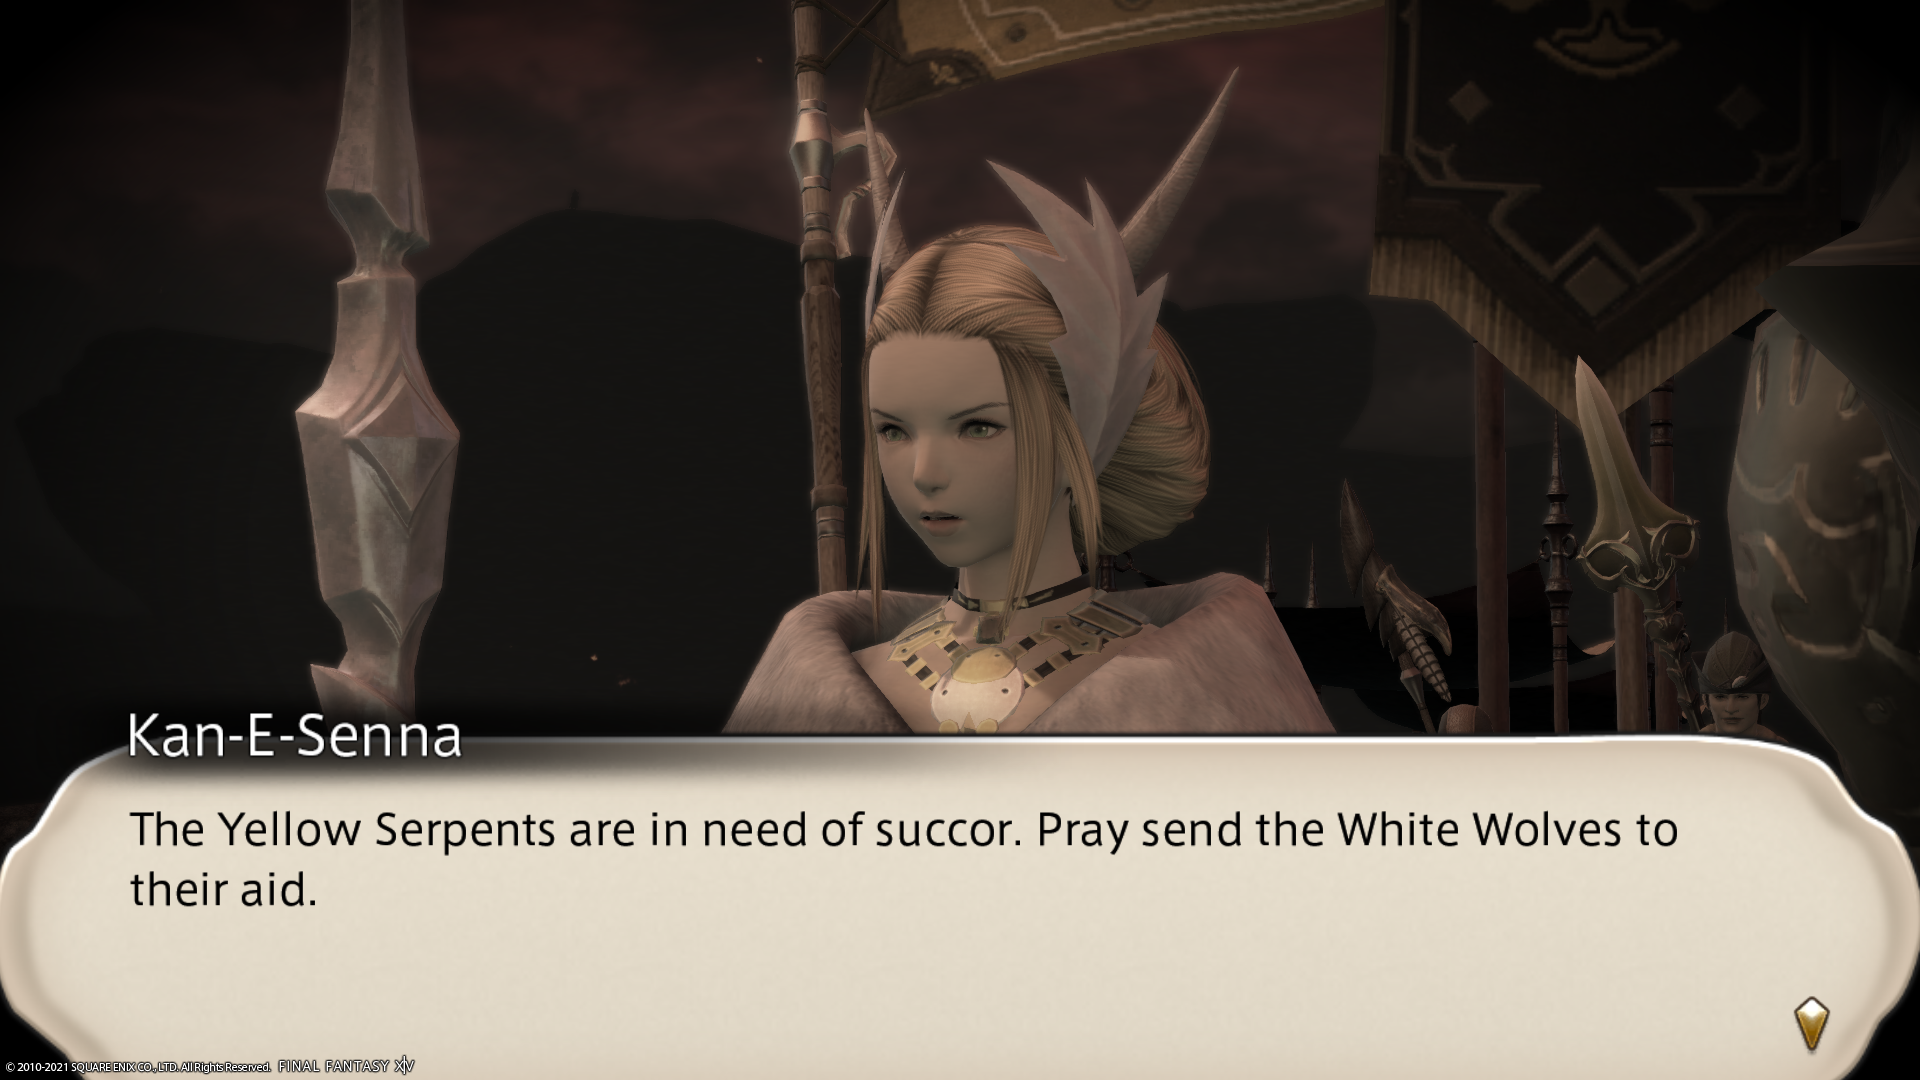 Kan-E-Senna
The Yellow Serpents are in need of succor. Pray send the White Wolves to
their aid.
© 2010-2021 SQUARE ENIX CO., LTD. All Rights Reserved. FINAL FANTASY XIV